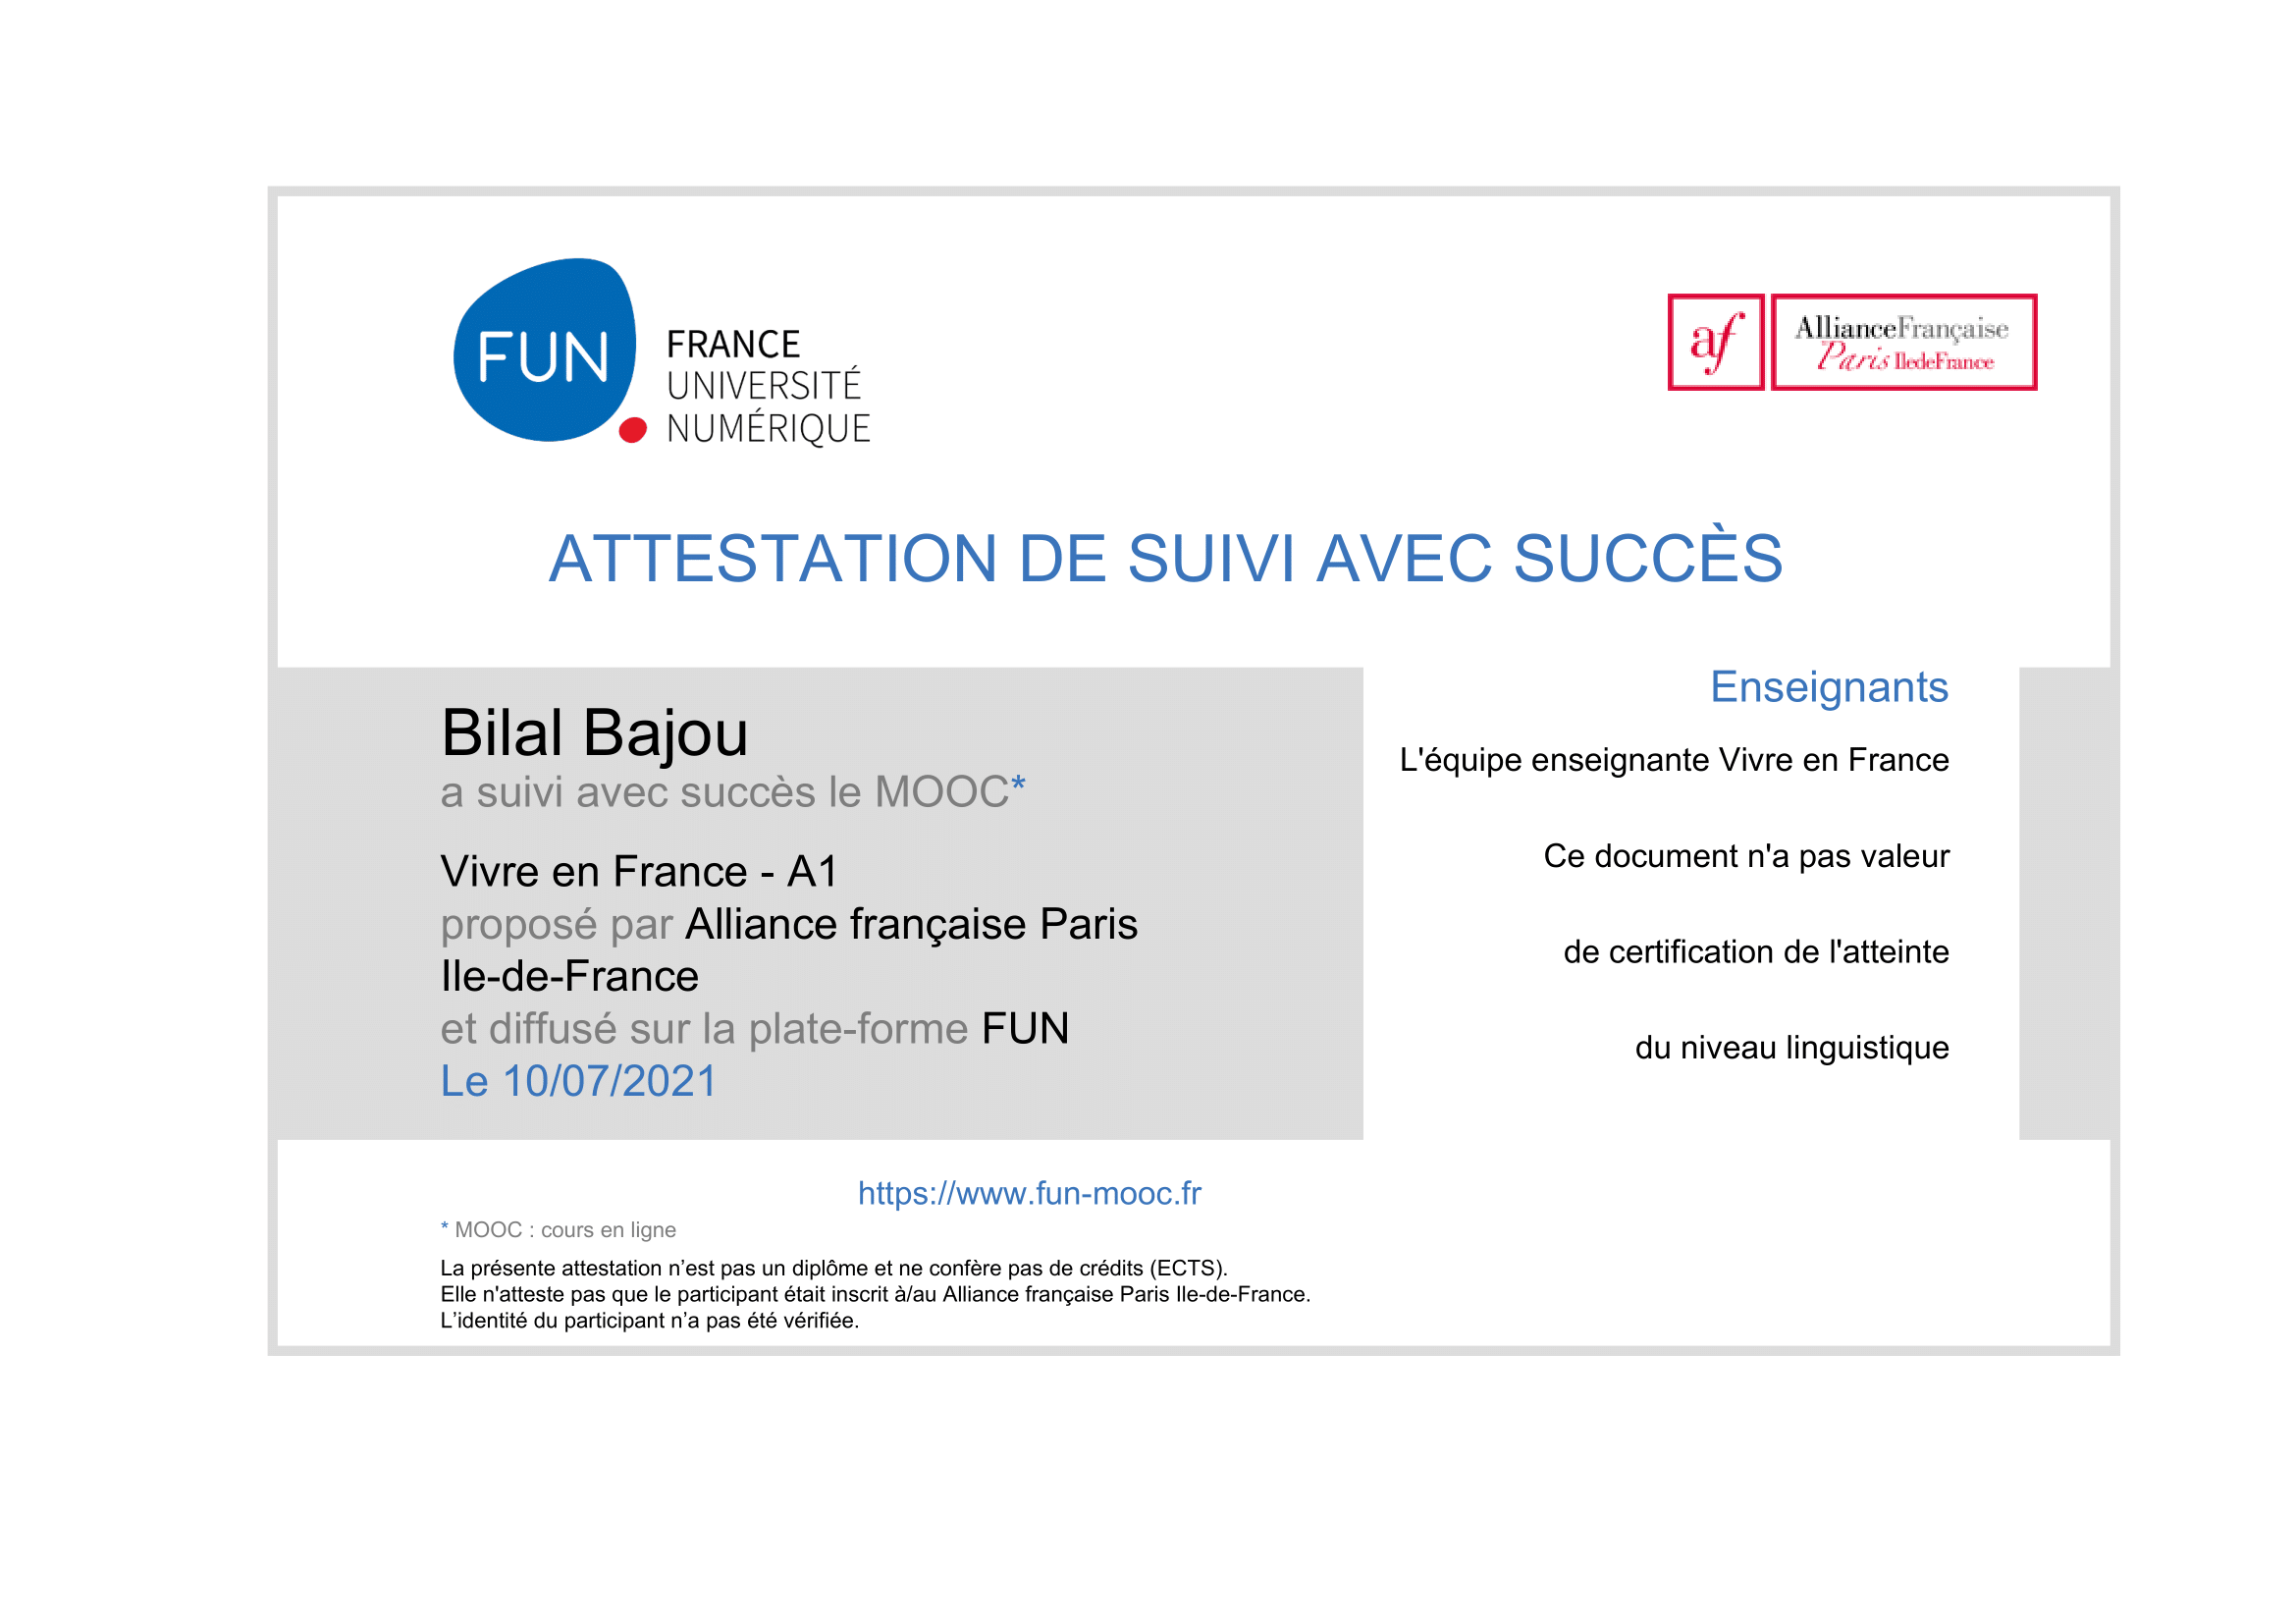 FUN
FRANCE
UNIVERSITÉ
NUMÉRIQUE
af
AllianceFrançaise
Paris IledeFrance
ATTESTATION DE SUIVI AVEC SUCCÈS
Bilal Bajou
a suivi avec succès le MOOC*
Vivre en France - A1
proposé par Alliance française Paris
Ile-de-France
et diffusé sur la plate-forme FUN
Le 10/07/2021
Enseignants
L'équipe enseignante Vivre en France
Ce document n'a pas valeur
de certification de l'atteinte
du niveau linguistique
https://www.fun-mooc.fr
* MOOC : cours en ligne
La présente attestation n’est pas un diplôme et ne confère pas de crédits (ECTS).
Elle n'atteste pas que le participant était inscrit à/au Alliance française Paris Ile-de-France.
L’identité du participant n’a pas été vérifiée.